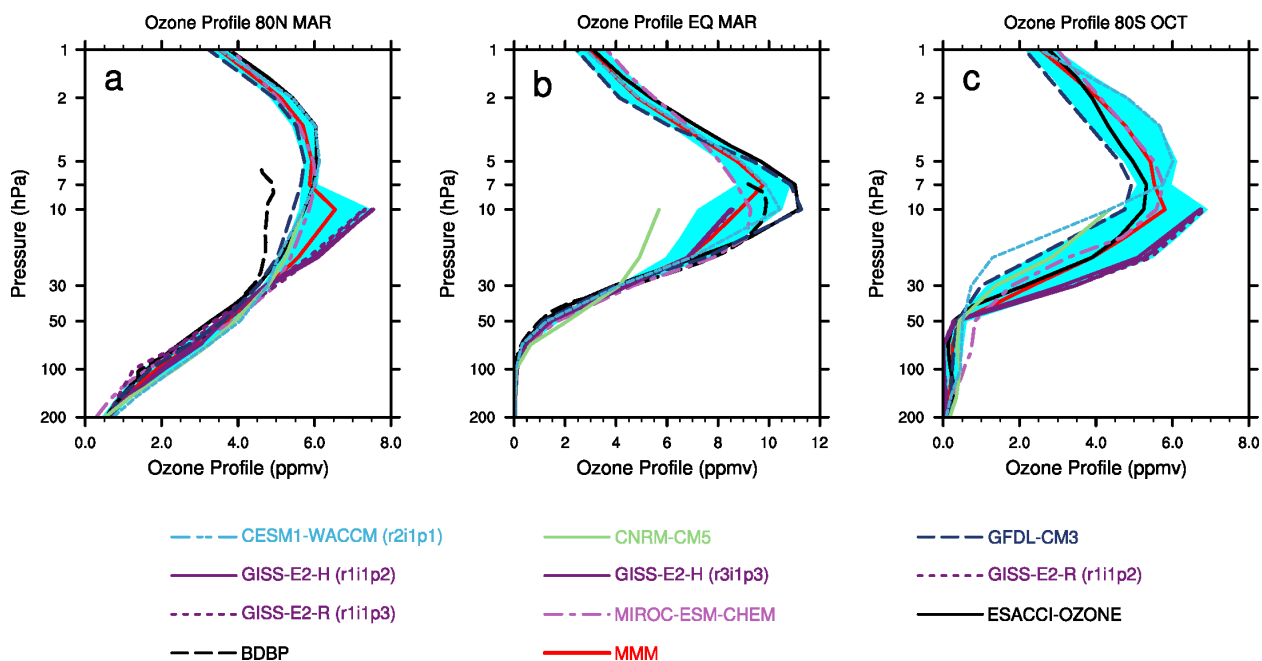 Ozone Profile 80N MAR
Ozone Profile EQ MAR
Ozone Profile 80S OCT
a
b
c
Pressure (hPa)
1
2
5
7
10
30
50
100
200
0.0 2.0 4.0 6.0 8.0
Ozone Profile (ppmv)
Pressure (hPa)
1
2
5
7
10
30
50
100
200
0 2 4 6 8 10 12
Ozone Profile (ppmv)
Pressure (hPa)
1
2
5
7
10
30
50
100
200
0.0 2.0 4.0 6.0 8.0
Ozone Profile (ppmv)
CESM1-WACCM (r2i1p1) CNRM-CM5 GFDL-CM3
GISS-E2-H (r1i1p2) GISS-E2-H (r3i1p3) GISS-E2-R (r1i1p2)
GISS-E2-R (r1i1p3) MIROC-ESM-CHEM ESACCI-OZONE
BDBP MMM